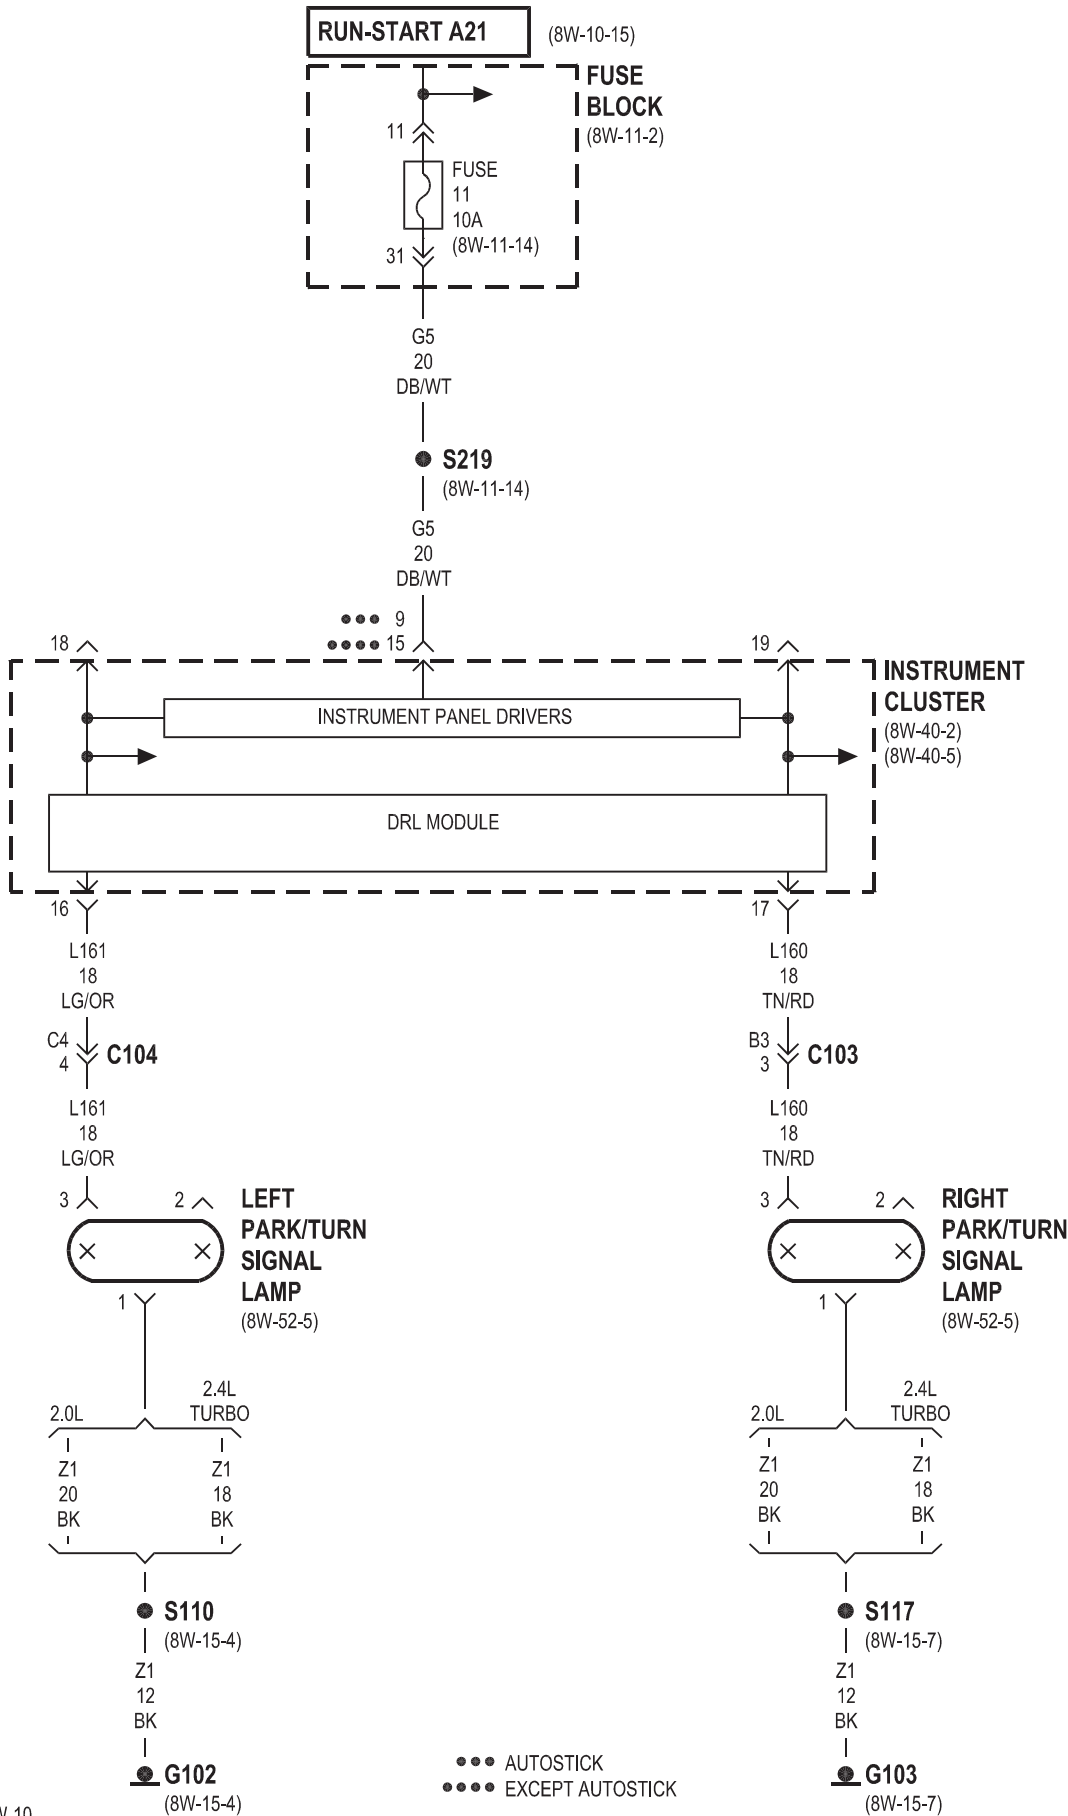 RUN-START A21 (8W-10-15)
FUSE
BLOCK
(8W-11-2)
11
FUSE
11
10A
(8W-11-14)
31
G5
20
DB/WT
S219
(8W-11-14)
G5
20
DB/WT
9
18 15 19
INSTRUMENT
CLUSTER
(8W-40-2)
(8W-40-5)
INSTRUMENT PANEL DRIVERS
DRL MODULE
16 17
L161 L160
18 18
LG/OR TN/RD
C4 B3
C104 C103
4 3
L161 L160
18 18
LG/OR TN/RD
3 2 LEFT 3 2 RIGHT
PARK/TURN PARK/TURN
SIGNAL SIGNAL
LAMP LAMP
1 1
(8W-52-5) (8W-52-5)
2.4L 2.4L
2.0L TURBO 2.0L TURBO
Z1 Z1 Z1 Z1
20 18 20 18
BK BK BK BK
S110 S117
(8W-15-4) (8W-15-7)
Z1 Z1
12 12
BK BK
AUTOSTICK
G102 G103
EXCEPT AUTOSTICK
(8W-15-4) (8W-15-7)